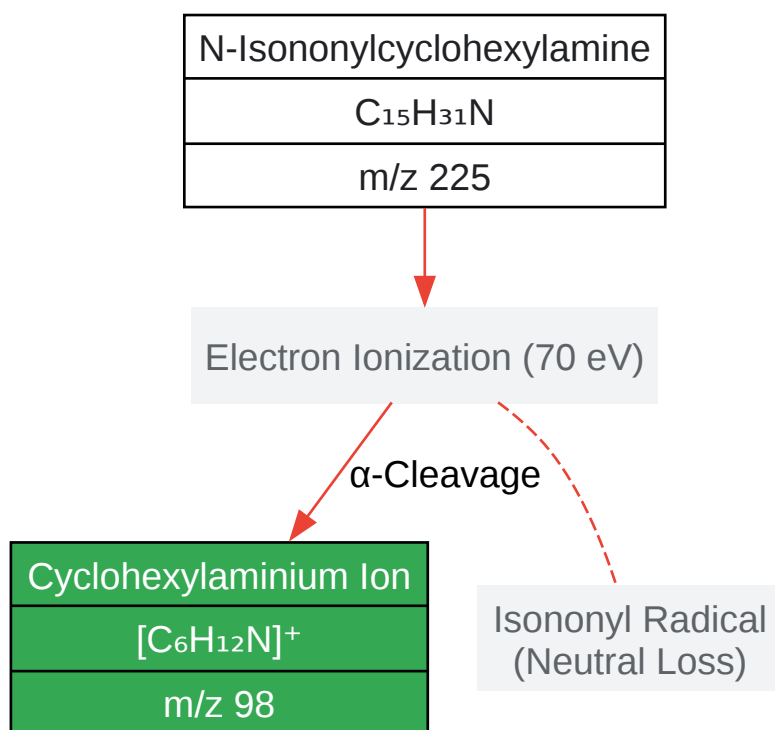 N-Isononylcyclohexylamine
C₁₅H₃₁N
m/z 225
Electron Ionization (70 eV)
α-Cleavage
Cyclohexylaminium Ion
[C₆H₁₂N]⁺
m/z 98
Isononyl Radical
(Neutral Loss)